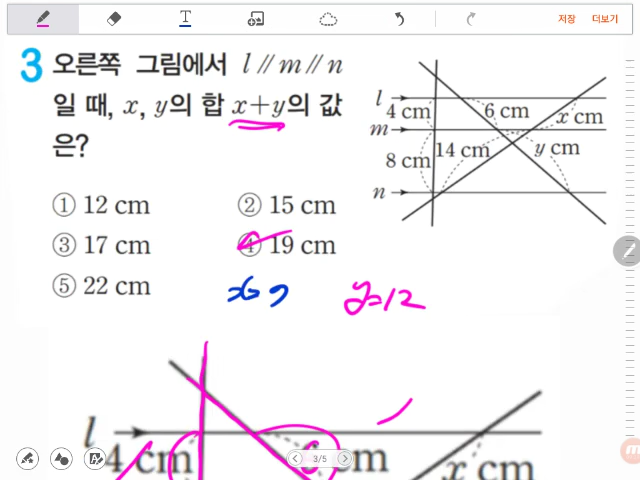 저장 더보기
3 오른쪽 그림에서 l // m // n
일 때, x, y의 합 x+y의 값
은?
① 12 cm ② 15 cm
③ 17 cm ④ 19 cm
⑤ 22 cm
l
4 cm 6 cm x cm
m
8 cm 14 cm y cm
n
y=12
l
4 cm 6 cm x cm
3/5